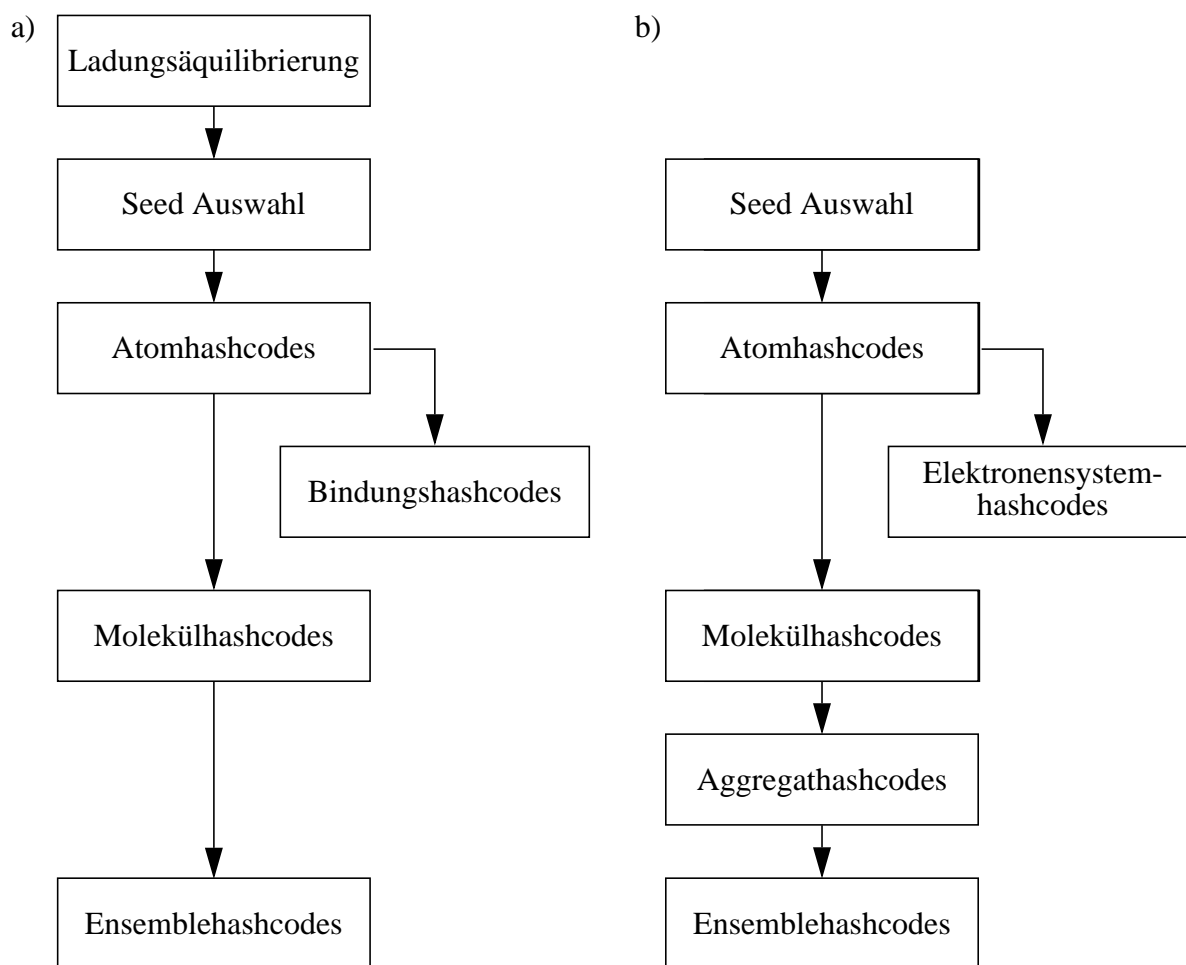 a)
Ladungsäquilibrierung
Seed Auswahl
Atomhashcodes
Bindungshashcodes
Molekülhashcodes
Ensemblehashcodes
b)
Seed Auswahl
Atomhashcodes
Elektronensystem-
hashcodes
Molekülhashcodes
Aggregathashcodes
Ensemblehashcodes